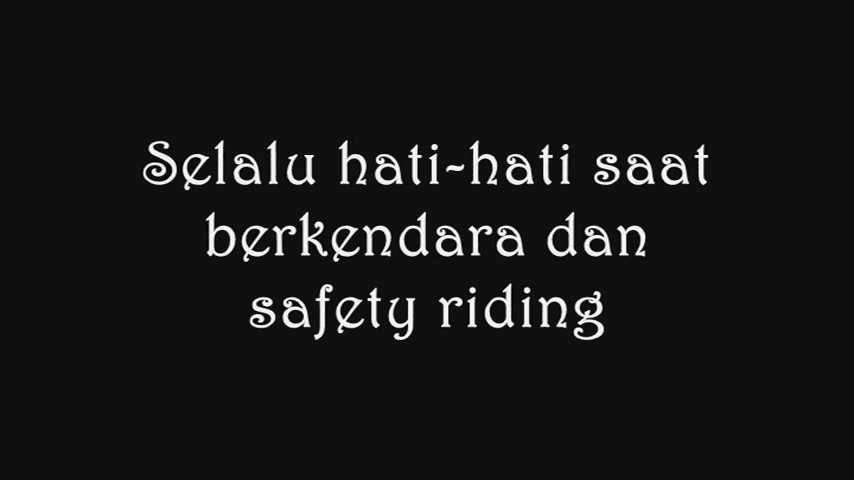 Selalu hati-hati saat
berkendara dan
safety riding